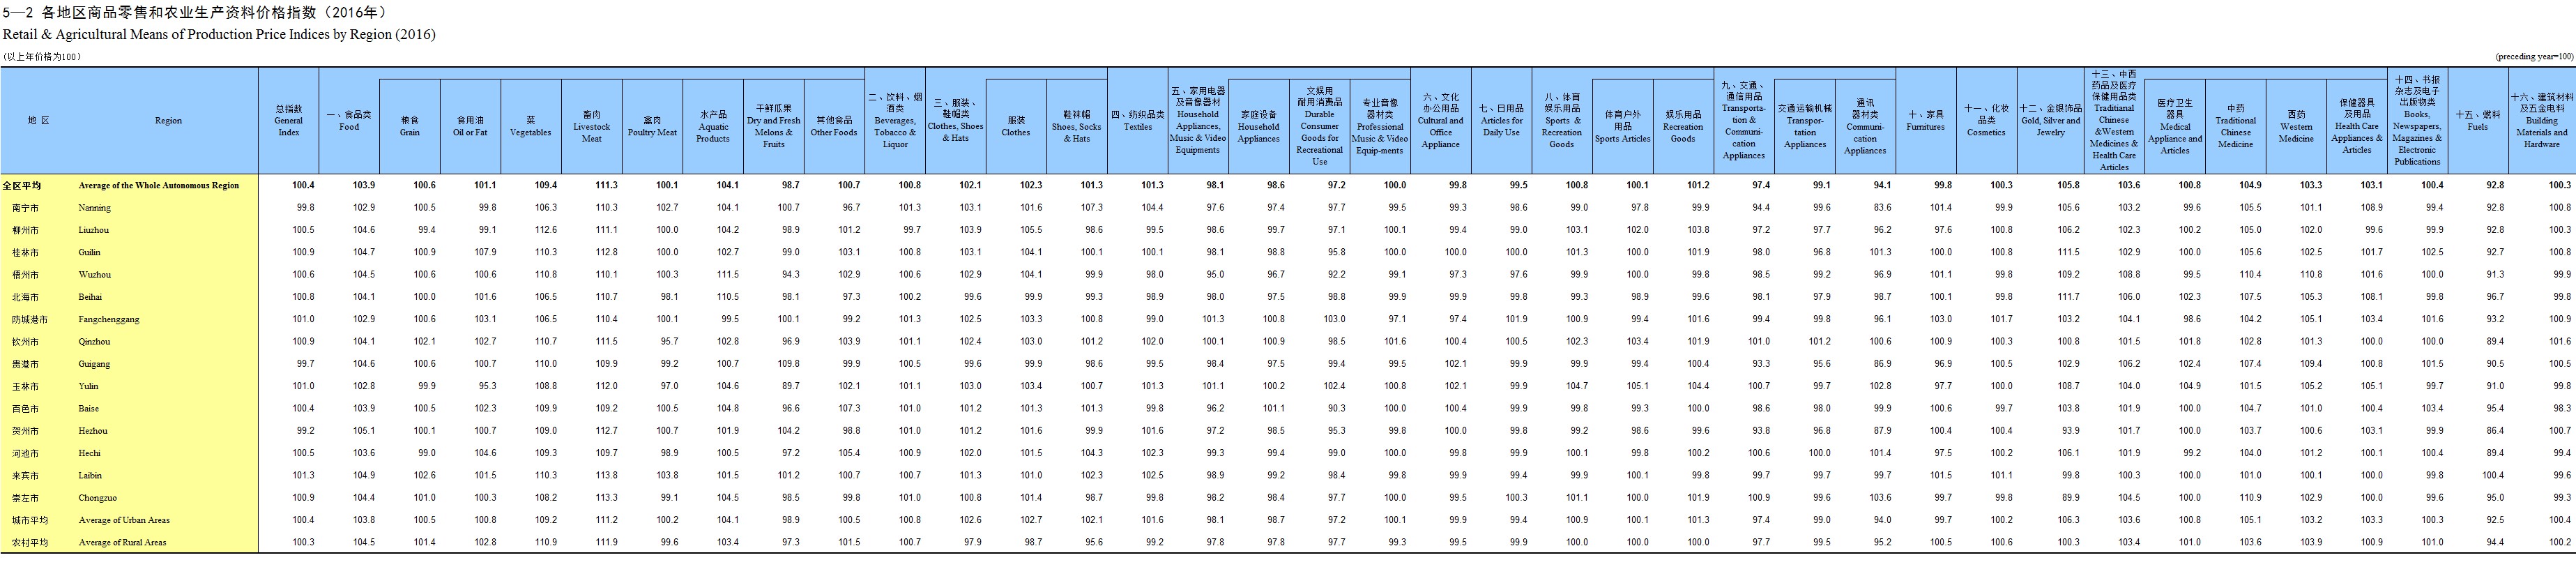 5—2 各地区商品零售和农业生产资料价格指数（2016年）
Retail & Agricultural Means of Production Price Indices by Region (2016)
（以上年价格为100） (preceding year=100)
地 区 Region 总指数 General Index 一、食品类 Food 粮食 Grain 食用油 Oil or Fat 菜 Vegetables 畜肉 Livestock Meat 禽肉 Poultry Meat 水产品 Aquatic Products 干鲜瓜果 Dry and Fresh Melons & Fruits 其他食品 Other Foods 二、饮料、烟酒类 Beverages, Tobacco & Liquor 三、服装、鞋帽类 Clothes, Shoes & Hats 服装 Clothes 鞋袜帽 Shoes, Socks & Hats 四、纺织品类 Textiles 五、家用电器及音像器材 Household Appliances, Music & Video Equipments 家庭设备 Household Appliances 文娱用耐用消费品 Durable Consumer Goods for Recreational Use 专业音像器材类 Professional Music & Video Equip-ments 六、文化办公用品 Cultural and Office Appliance 七、日用品 Articles for Daily Use 八、体育娱乐用品 Sports & Recreation Goods 体育户外用品 Sports Articles 娱乐用品 Recreation Goods 九、交通、通信用品 Transporta-tion & Communi-cation Appliances 交通运输机械 Transpor-tation Appliances 通讯器材类 Communi-cation Appliances 十、家具 Furnitures 十一、化妆品类 Cosmetics 十二、金银饰品 Gold, Silver and Jewelry 十三、中西药品及医疗保健用品类 Traditianal Chinese &Western Medicines & Health Care Articles 医疗卫生器具 Medical Appliance and Articles 中药 Traditional Chinese Medicine 西药 Western Medicine 保健器具及用品 Health Care Appliances & Articles 十四、书报杂志及电子出版物类 Books, Newspapers, Magazines & Electronic Publications 十五、燃料 Fuels 十六、建筑材料及五金电料 Building Materials and Hardware
全区平均 Average of the Whole Autonomous Region 100.4 103.9 100.6 101.1 109.4 111.3 100.1 104.1 98.7 100.7 100.8 102.1 102.3 101.3 101.3 98.1 98.6 97.2 100.0 99.8 99.5 100.8 100.1 101.2 97.4 99.1 94.1 99.8 100.3 105.8 103.6 100.8 104.9 103.3 103.1 100.4 92.8 100.3
南宁市 Nanning 99.8 102.9 100.5 99.8 106.3 110.3 102.7 104.1 100.7 96.7 101.3 103.1 101.6 107.3 104.4 97.6 97.4 97.7 99.5 99.3 98.6 99.0 97.8 99.9 94.4 99.6 83.6 101.4 99.9 105.6 103.2 99.6 105.5 101.1 108.9 99.4 92.8 100.8
柳州市 Liuzhou 100.5 104.6 99.4 99.1 112.6 111.1 100.0 104.2 98.9 101.2 99.7 103.9 105.5 98.6 99.5 98.6 99.7 97.1 100.1 99.4 99.0 103.1 102.0 103.8 97.2 97.7 96.2 97.6 100.8 106.2 102.3 100.2 105.0 102.0 99.6 99.9 92.8 100.3
桂林市 Guilin 100.9 104.7 100.9 107.9 110.3 112.8 100.0 102.7 99.0 103.1 100.8 103.1 104.1 100.1 100.1 98.1 98.8 95.8 100.0 100.0 100.0 101.3 100.0 101.9 98.0 96.8 101.3 100.0 100.8 111.5 102.9 100.0 105.6 102.5 101.7 102.5 92.7 100.8
梧州市 Wuzhou 100.6 104.5 100.6 100.6 110.8 110.1 100.3 111.5 94.3 102.9 100.6 102.9 104.1 99.9 98.0 95.0 96.7 92.2 99.1 97.3 97.6 99.9 100.0 99.8 98.5 99.2 96.9 101.1 99.8 109.2 108.8 99.5 110.4 110.8 101.6 100.0 91.3 99.9
北海市 Beihai 100.8 104.1 100.0 101.6 106.5 110.7 98.1 110.5 98.1 97.3 100.2 99.6 99.9 99.3 98.9 98.0 97.5 98.8 99.9 99.9 99.8 99.3 98.9 99.6 98.1 97.9 98.7 100.1 99.8 111.7 106.0 102.3 107.5 105.3 108.1 99.8 96.7 99.8
防城港市 Fangchenggang 101.0 102.9 100.6 103.1 106.5 110.4 100.1 99.5 100.1 99.2 101.3 102.5 103.3 100.8 99.0 101.3 100.8 103.0 97.1 97.4 101.9 100.9 99.4 101.6 99.4 99.8 96.1 103.0 101.7 103.2 104.1 98.6 104.2 105.1 103.4 101.6 93.2 100.9
钦州市 Qinzhou 100.9 104.1 102.1 102.7 110.7 111.5 95.7 102.8 96.9 103.9 101.1 102.4 103.0 101.2 102.0 100.1 100.9 98.5 101.6 100.4 100.5 102.3 103.4 101.9 101.0 101.2 100.6 100.9 100.3 100.8 101.5 101.8 102.8 101.3 100.0 100.0 89.4 101.6
贵港市 Guigang 99.7 104.6 100.6 100.7 110.0 109.9 99.2 100.7 109.8 99.9 100.5 99.6 99.9 98.6 101.5 98.4 97.5 99.4 99.5 102.1 99.9 100.9 101.4 100.4 93.3 95.6 86.9 96.9 100.5 102.9 106.2 102.4 107.4 109.4 100.8 101.5 90.5 100.5
玉林市 Yulin 101.0 102.8 99.9 95.3 108.8 112.0 97.0 104.6 89.7 102.1 101.1 103.0 103.4 100.7 101.3 101.1 100.2 102.4 100.8 102.1 99.9 104.7 105.1 104.4 100.7 99.7 102.8 97.7 100.0 108.7 104.0 104.9 101.5 105.2 105.1 99.7 91.0 99.8
百色市 Baise 100.4 103.9 100.5 102.3 109.9 109.2 100.5 104.8 96.6 107.3 101.0 101.2 101.3 101.3 99.8 96.2 101.1 90.3 100.0 100.4 99.9 99.8 99.3 100.0 98.6 98.0 99.9 100.6 99.7 103.8 101.9 100.0 104.7 101.0 100.4 103.4 95.4 98.3
贺州市 Hezhou 99.2 105.1 100.1 100.7 109.0 112.7 100.7 101.9 104.2 98.8 101.0 101.2 101.6 99.9 101.6 97.2 98.5 95.3 99.8 100.0 99.8 99.2 98.6 99.6 93.8 96.8 87.9 100.4 100.4 93.9 101.7 100.0 103.7 100.6 103.1 99.9 86.4 100.7
河池市 Hechi 100.5 103.6 99.0 104.6 109.3 109.7 98.9 100.5 97.2 105.4 100.9 102.0 101.5 104.3 102.3 99.3 99.4 99.0 100.0 99.8 99.9 100.1 99.8 100.2 100.6 100.0 101.4 97.5 100.2 106.1 101.9 99.2 104.0 101.2 100.1 100.4 89.4 99.4
来宾市 Laibin 101.3 104.9 102.6 101.5 110.3 113.8 103.8 101.5 101.2 100.7 100.7 101.3 101.0 102.3 102.5 98.9 99.2 98.4 99.8 99.8 99.8 99.9 100.1 99.8 99.7 99.7 99.7 101.5 101.1 99.8 100.3 100.0 101.0 100.1 100.0 99.8 100.4 99.6
崇左市 Chongzuo 100.9 104.4 101.0 100.3 108.2 113.3 99.1 104.5 98.5 99.8 101.0 100.8 101.4 98.7 99.8 98.2 98.4 97.7 100.0 99.5 100.3 101.1 100.0 101.9 100.9 99.6 103.6 99.7 99.8 89.9 104.5 100.0 110.9 102.9 100.0 99.6 95.0 99.3
城市平均 Average of Urban Areas 100.4 103.8 100.5 100.8 109.2 111.2 100.2 104.1 98.9 100.5 100.8 102.6 102.7 102.1 101.6 98.1 98.7 97.2 100.1 99.9 99.4 100.9 100.1 101.3 97.4 99.0 94.0 99.7 100.2 106.3 103.6 100.8 105.1 103.2 103.3 100.3 92.5 100.4
农村平均 Average of Rural Areas 100.3 104.5 101.4 102.8 110.9 111.9 99.6 103.4 97.3 101.5 100.7 97.9 98.7 95.6 99.2 97.8 97.8 97.7 99.3 99.5 99.9 100.0 100.0 100.0 97.7 99.5 95.2 100.5 100.6 100.3 103.4 101.0 103.6 103.9 100.9 101.0 94.4 100.2